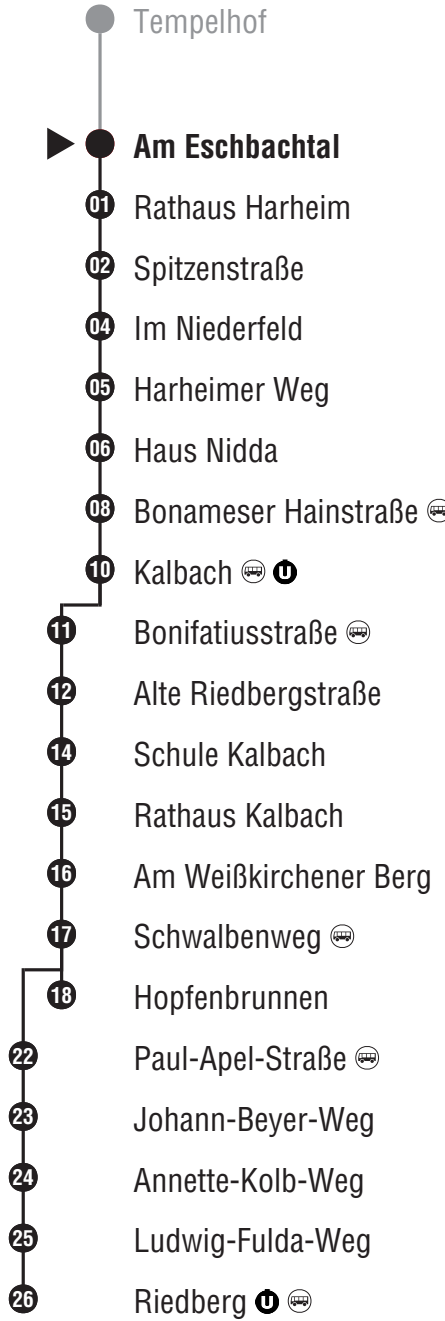 Tempelhof
Am Eschbachtal
01 Rathaus Harheim
02 Spitzenstraße
04 Im Niederfeld
05 Harheimer Weg
06 Haus Nidda
08 Bonameser Hainstraße
10 Kalbach U
11 Bonifatiusstraße
12 Alte Riedbergstraße
14 Schule Kalbach
15 Rathaus Kalbach
16 Am Weißkirchener Berg
17 Schwalbenweg
18 Hopfenbrunnen
22 Paul-Apel-Straße
23 Johann-Beyer-Weg
24 Annette-Kolb-Weg
25 Ludwig-Fulda-Weg
26 Riedberg U